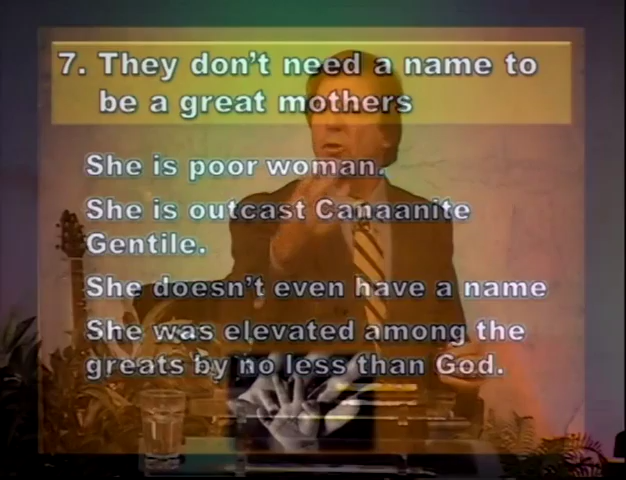 7. They don't need a name to
be a great mothers
She is poor woman.
She is outcast Canaanite
Gentile.
She doesn't even have a name
She was elevated among the
greats by no less than God.